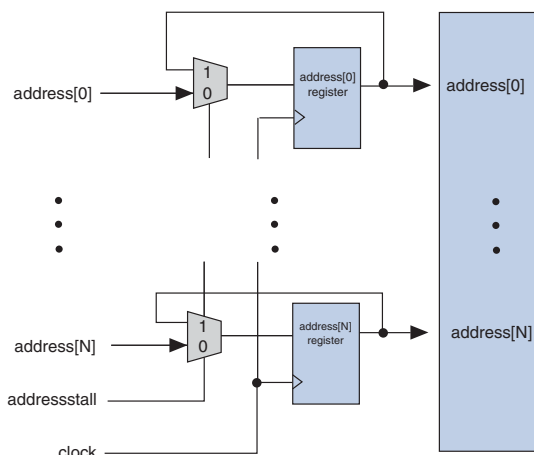 1
address[0]
0
address[0]
register
address[0]
1
address[N]
0
address[N]
register
address[N]
addressstall
clock